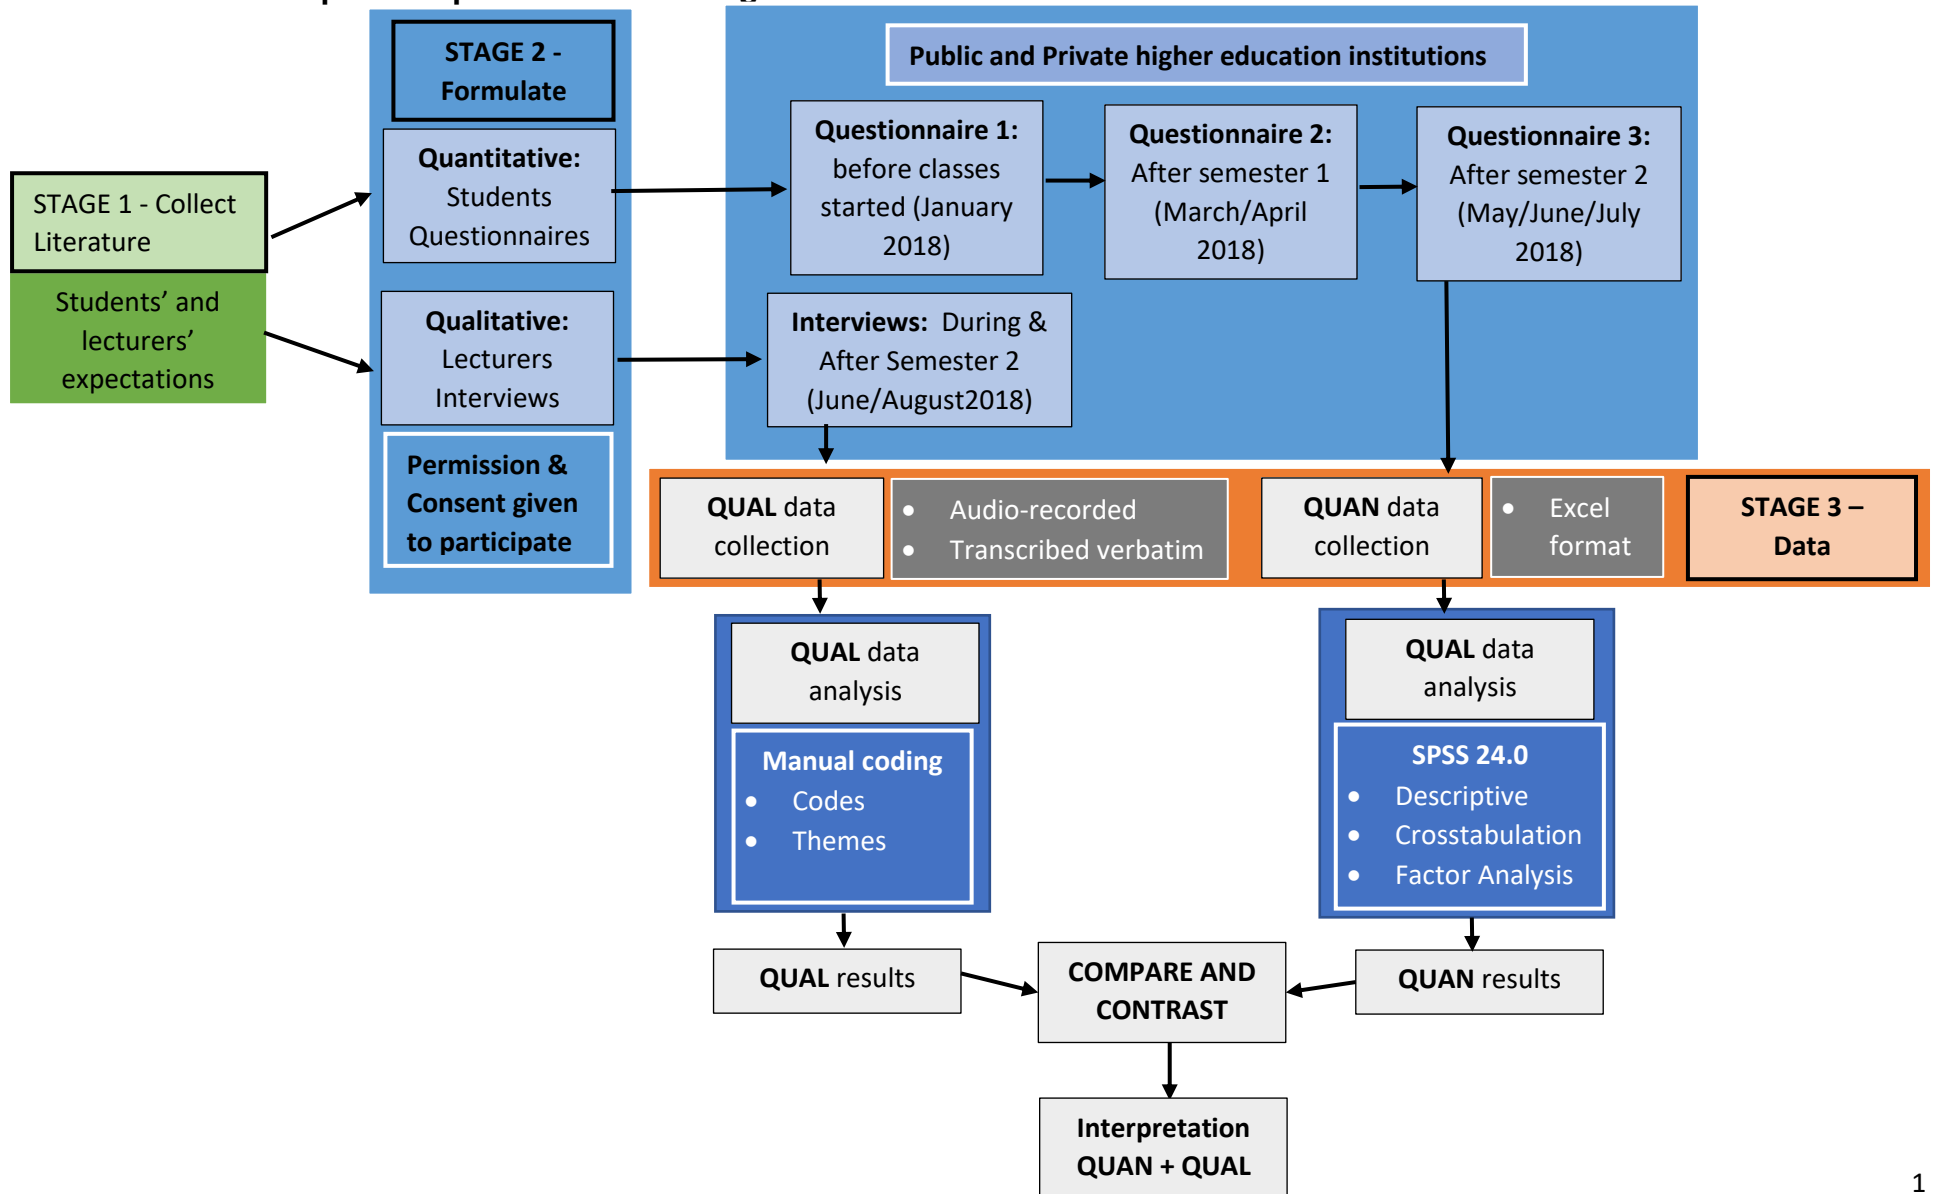 STAGE 2 -
Formulate
Public and Private higher education institutions
Quantitative:
Students
Questionnaires
Questionnaire 1:
before classes
started (January
2018)
Questionnaire 2:
After semester 1
(March/April
2018)
Questionnaire 3:
After semester 2
(May/June/July
2018)
STAGE 1 - Collect
Literature
Students’ and
lecturers’
expectations
Qualitative:
Lecturers
Interviews
Interviews:  During &
After Semester 2
(June/August2018)
Permission &
Consent given
to participate
QUAL data
collection
• Audio-recorded
• Transcribed verbatim
QUAN data
collection
• Excel
format
STAGE 3 –
Data
QUAL data
analysis
Manual coding
• Codes
• Themes
QUAL data
analysis
SPSS 24.0
• Descriptive
• Crosstabulation
• Factor Analysis
QUAL results
COMPARE AND
CONTRAST
QUAN results
Interpretation
QUAN + QUAL
1